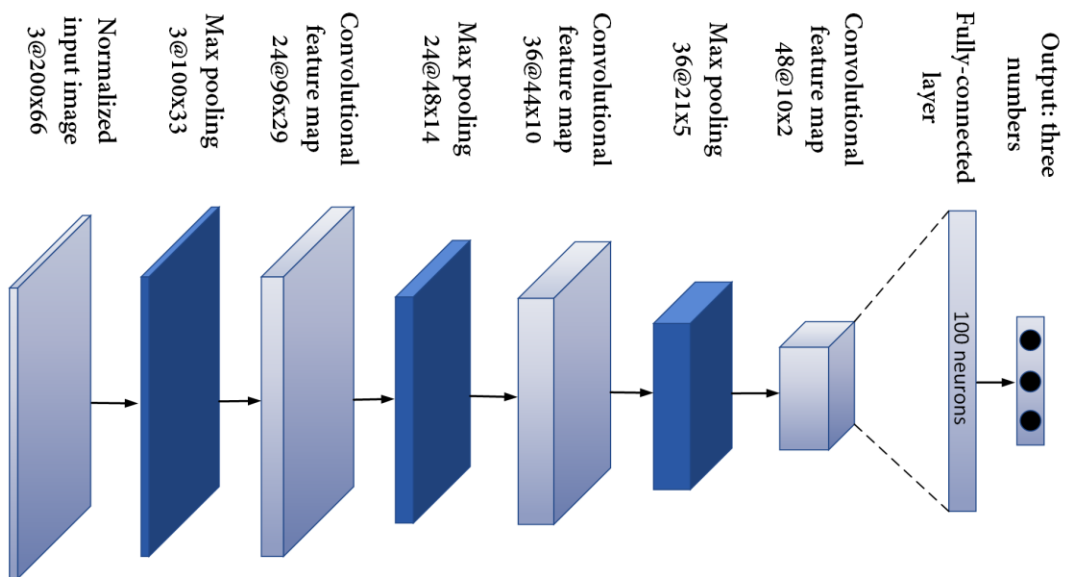 Normalized
input image
3@200x66
Max pooling
3@100x33
Convolutional
feature map
24@96x29
Max pooling
24@48x14
Convolutional
feature map
36@44x10
Max pooling
36@21x5
Convolutional
feature map
48@10x2
Fully-connected
layer
Output: three
numbers
100 neurons